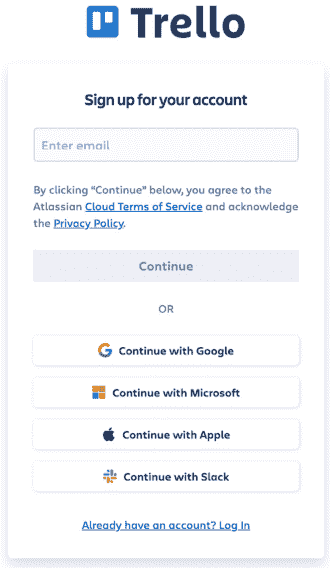 Trello
Sign up for your account
Enter email
By clicking “Continue” below, you agree to the
Atlassian Cloud Terms of Service and acknowledge
the Privacy Policy.
Continue
OR
Continue with Google
Continue with Microsoft
Continue with Apple
Continue with Slack
Already have an account? Log In